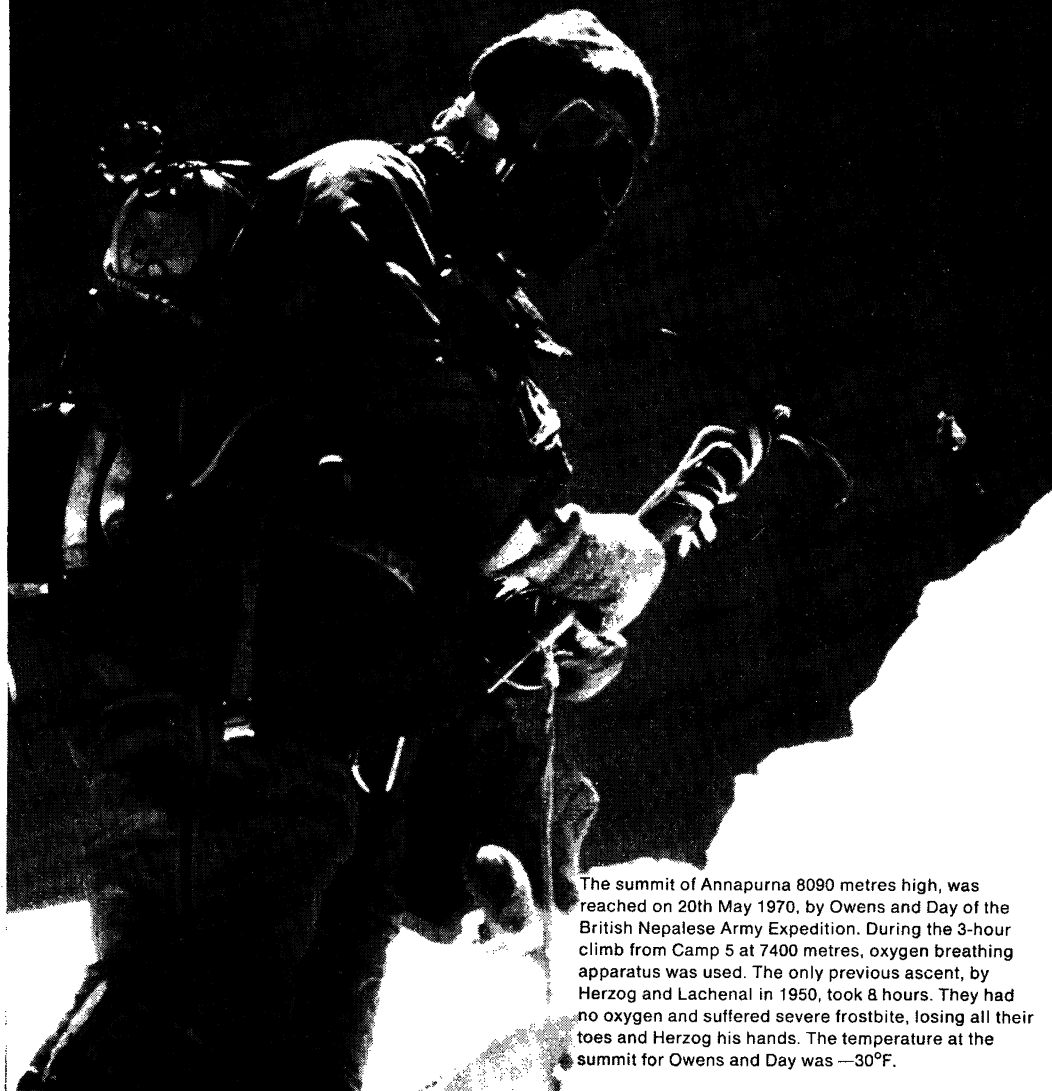 The summit of Annapurna 8090 metres high, was
reached on 20th May 1970, by Owens and Day of the
British Nepalese Army Expedition. During the 3-hour
climb from Camp 5 at 7400 metres, oxygen breathing
apparatus was used. The only previous ascent, by
Herzog and Lachenal in 1950, took 8 hours. They had
no oxygen and suffered severe frostbite, losing all their
toes and Herzog his hands. The temperature at the
summit for Owens and Day was —30°F.